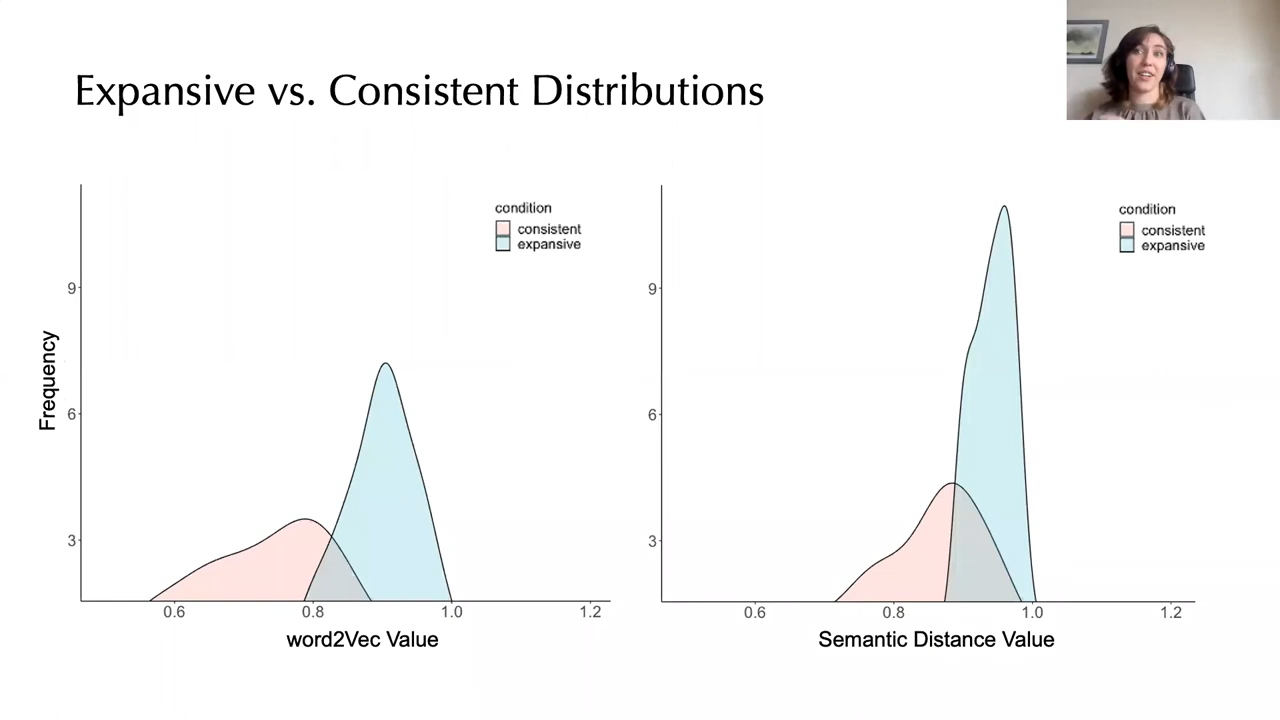 Expansive vs. Consistent Distributions
condition
consistent
expansive
9
6
3
Frequency
0.6
0.8
1.0
1.2
word2Vec Value
condition
consistent
expansive
9
6
3
0.6
0.8
1.0
1.2
Semantic Distance Value